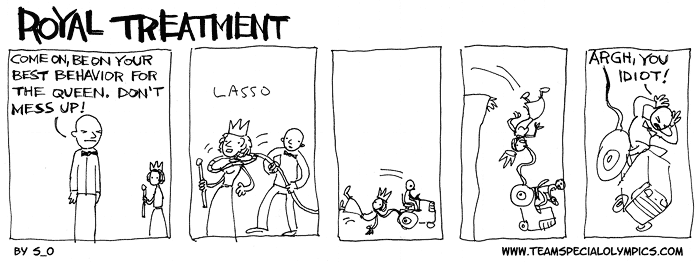 ROYAL TREATMENT
COME ON, BE ON YOUR
BEST BEHAVIOR FOR
THE QUEEN. DON'T
MESS UP!
LASSO
ARGH, YOU
IDIOT!
BY S_O
WWW.TEAMSPECIALOLYMPICS.COM